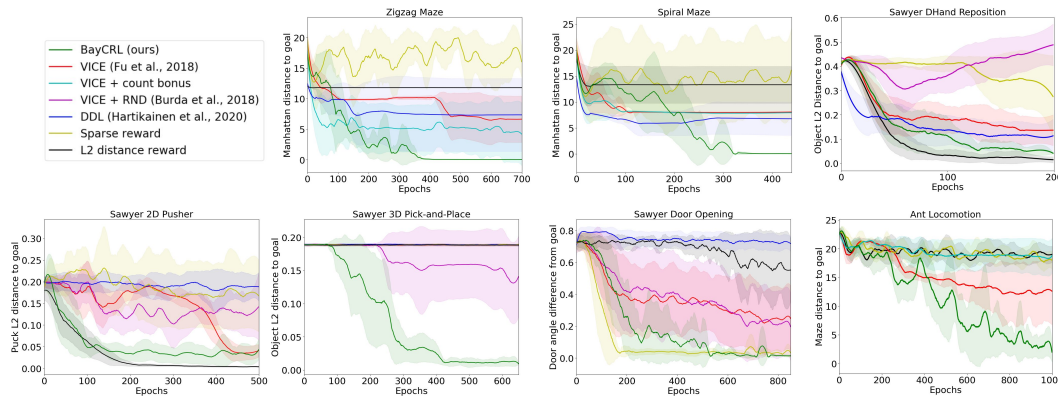 BayCRL (ours)
VICE (Fu et al., 2018)
VICE + count bonus
VICE + RND (Burda et al., 2018)
DDL (Hartikainen et al., 2020)
Sparse reward
L2 distance reward
Zigzag Maze
Manhattan distance to goal
20
15
10
5
0
0 100 200 300 400 500 600 700
Epochs
Spiral Maze
Manhattan distance to goal
25
20
15
10
5
0
0 100 200 300 400
Epochs
Sawyer DHand Reposition
Object L2 Distance to goal
0.6
0.5
0.4
0.3
0.2
0.1
0.0
0 100 200
Epochs
Sawyer 2D Pusher
Puck L2 distance to goal
0.30
0.25
0.20
0.15
0.10
0.05
0.00
0 100 200 300 400 500
Epochs
Sawyer 3D Pick-and-Place
Object L2 distance to goal
0.20
0.15
0.10
0.05
0.00
0 200 400 600
Epochs
Sawyer Door Opening
Door angle difference from goal
0.8
0.6
0.4
0.2
0.0
0 200 400 600 800
Epochs
Ant Locomotion
Maze distance to goal
25
20
15
10
5
0
0 200 400 600 800 1000
Epochs